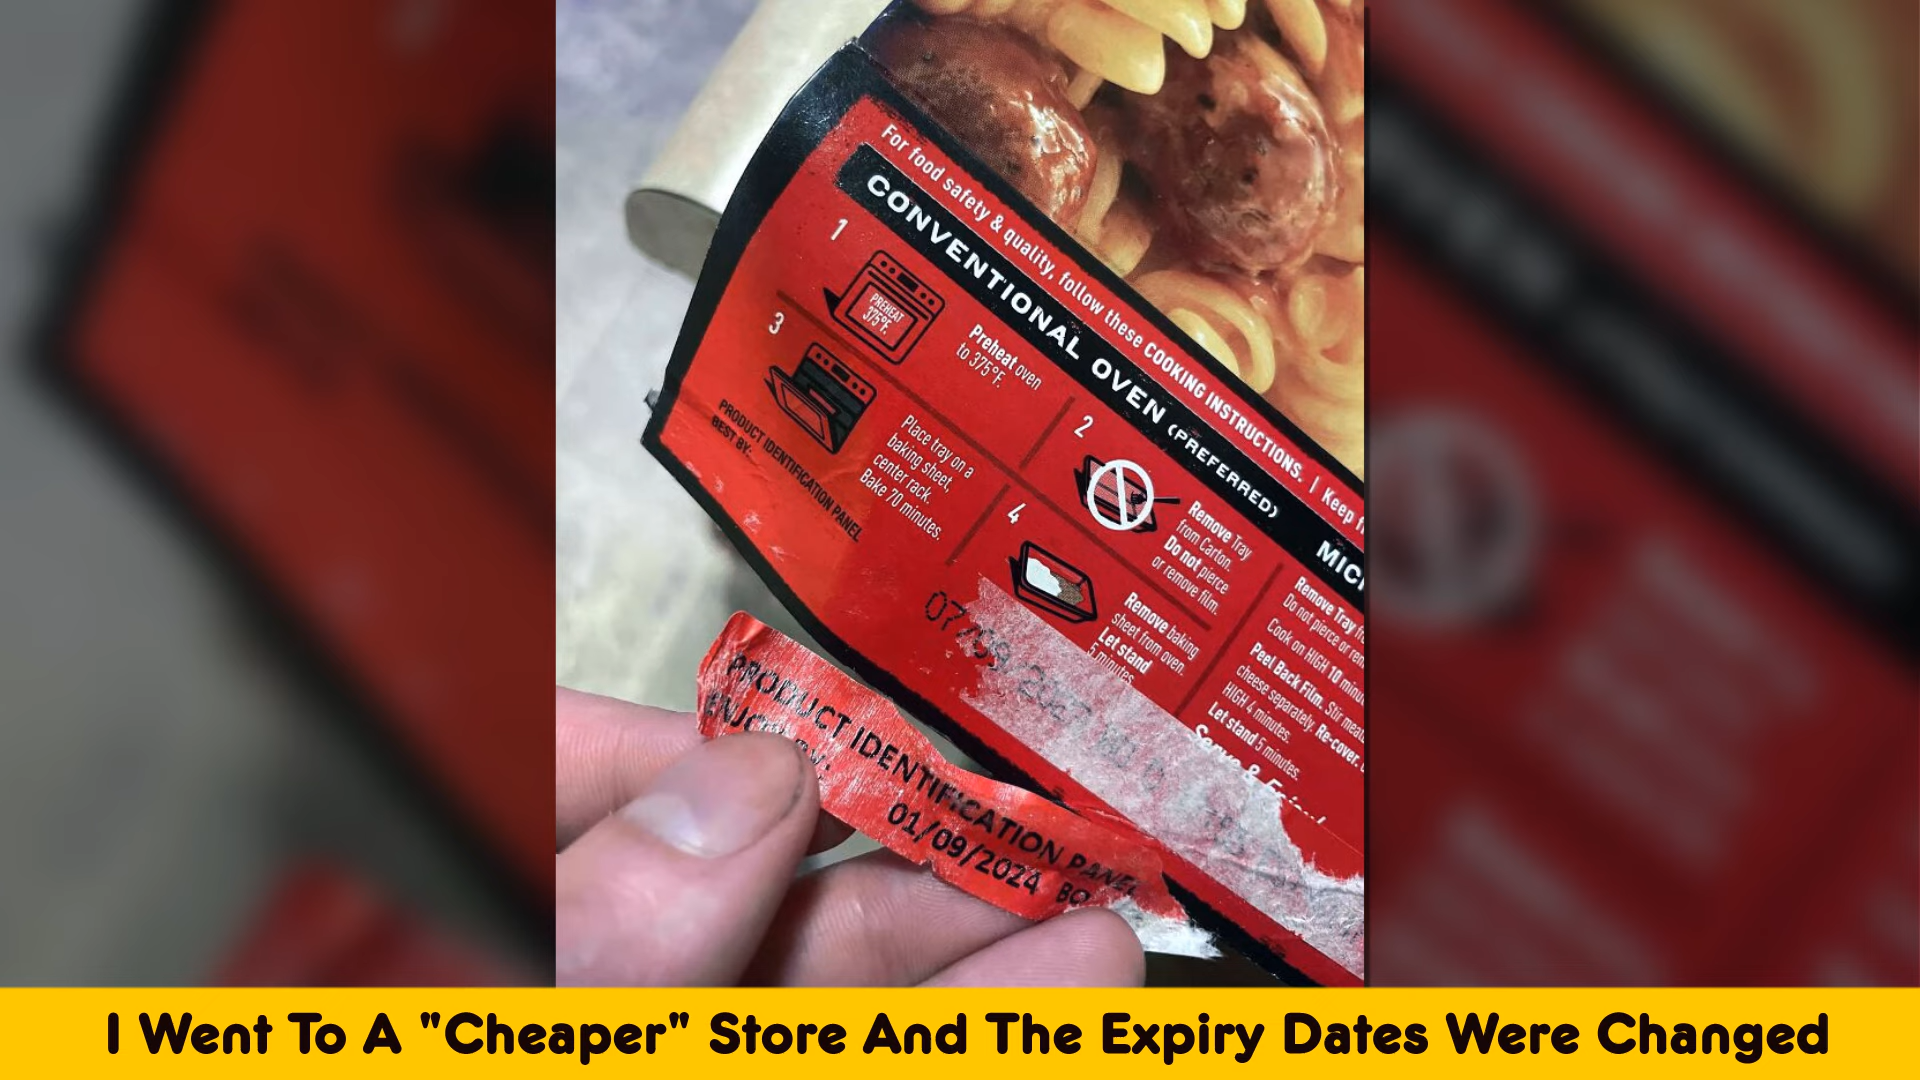 For food safety & quality, follow these COOKING INSTRUCTIONS. | Keep
CONVENTIONAL OVEN (PREFERRED)
1
PREHEAT
375°F.
Preheat oven
to 375°F.
2
Remove Tray
from Carton.
Do not pierce
or remove film.
3
Place tray on a
baking sheet,
center rack.
Bake 70 minutes.
4
Remove baking
sheet from oven.
Let stand
5 minutes.
Remove Tray
Do not pierce or
Cook on HIGH 10
Peel Back Film. Stir
cheese separately. Re-cover.
HIGH 4 minutes.
Let stand 5 minutes.
PRODUCT IDENTIFICATION PANEL
BEST BY:
07/09/202
PRODUCT IDENTIFICATION PANEL
ENJOY BY:
01/09/2024
I Went To A "Cheaper" Store And The Expiry Dates Were Changed